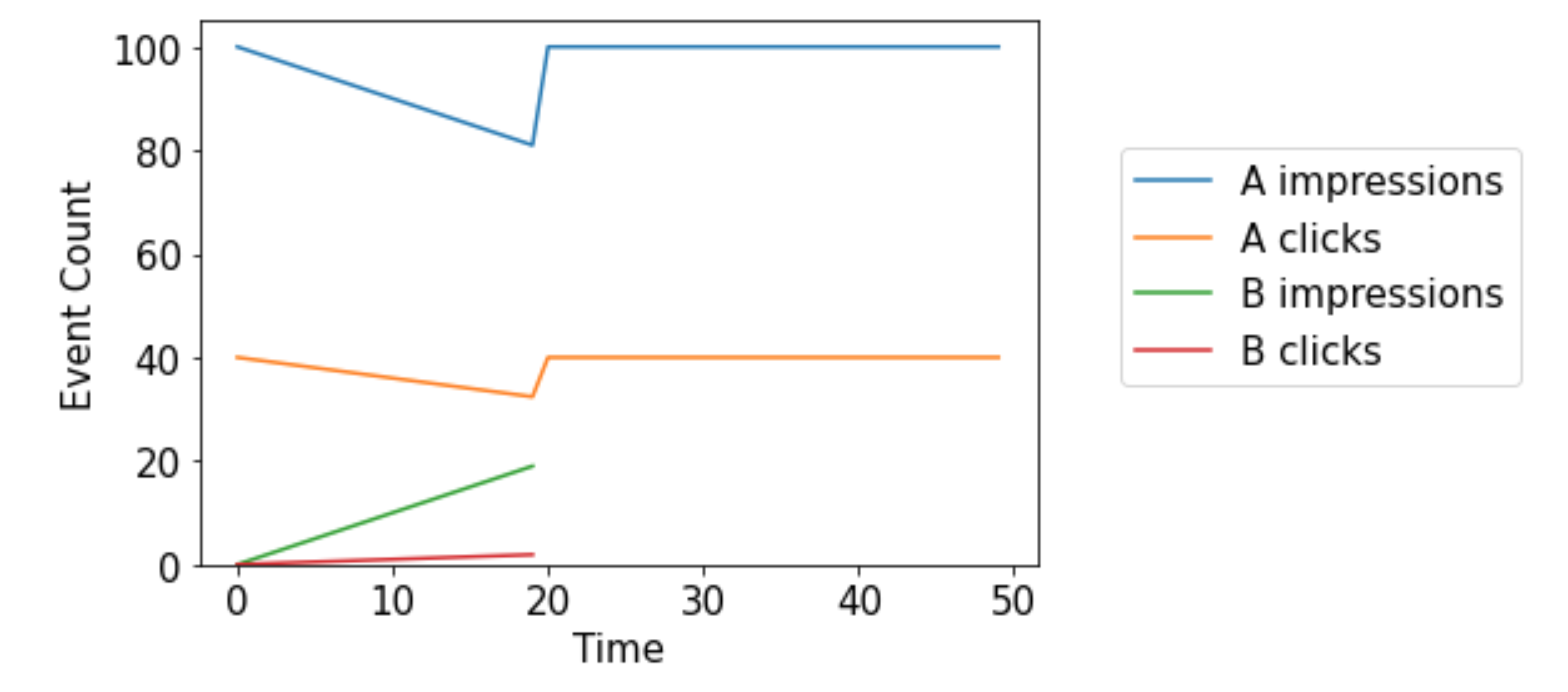 Event Count
100
80
60
40
20
0
0 10 20 30 40 50
Time
A impressions
A clicks
B impressions
B clicks